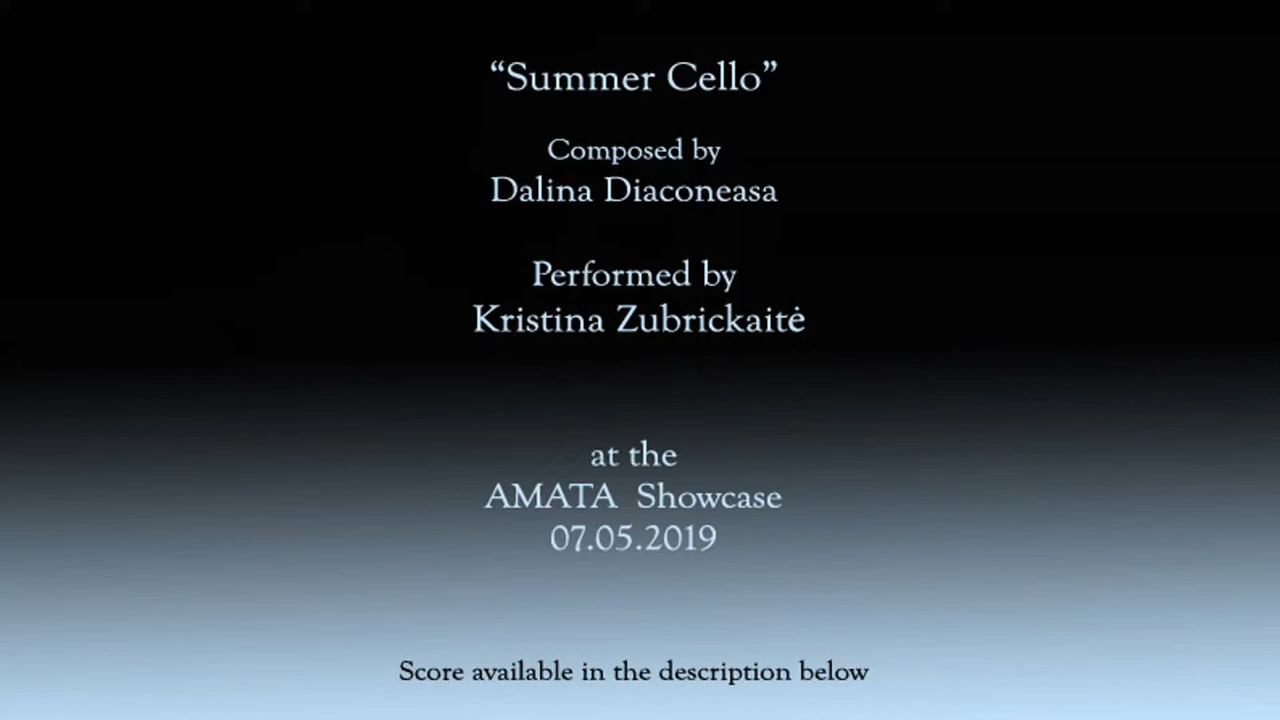 “Summer Cello”
Composed by
Dalina Diaconeasa
Performed by
Kristina Zubrickaitė
at the
AMATA Showcase
07.05.2019
Score available in the description below